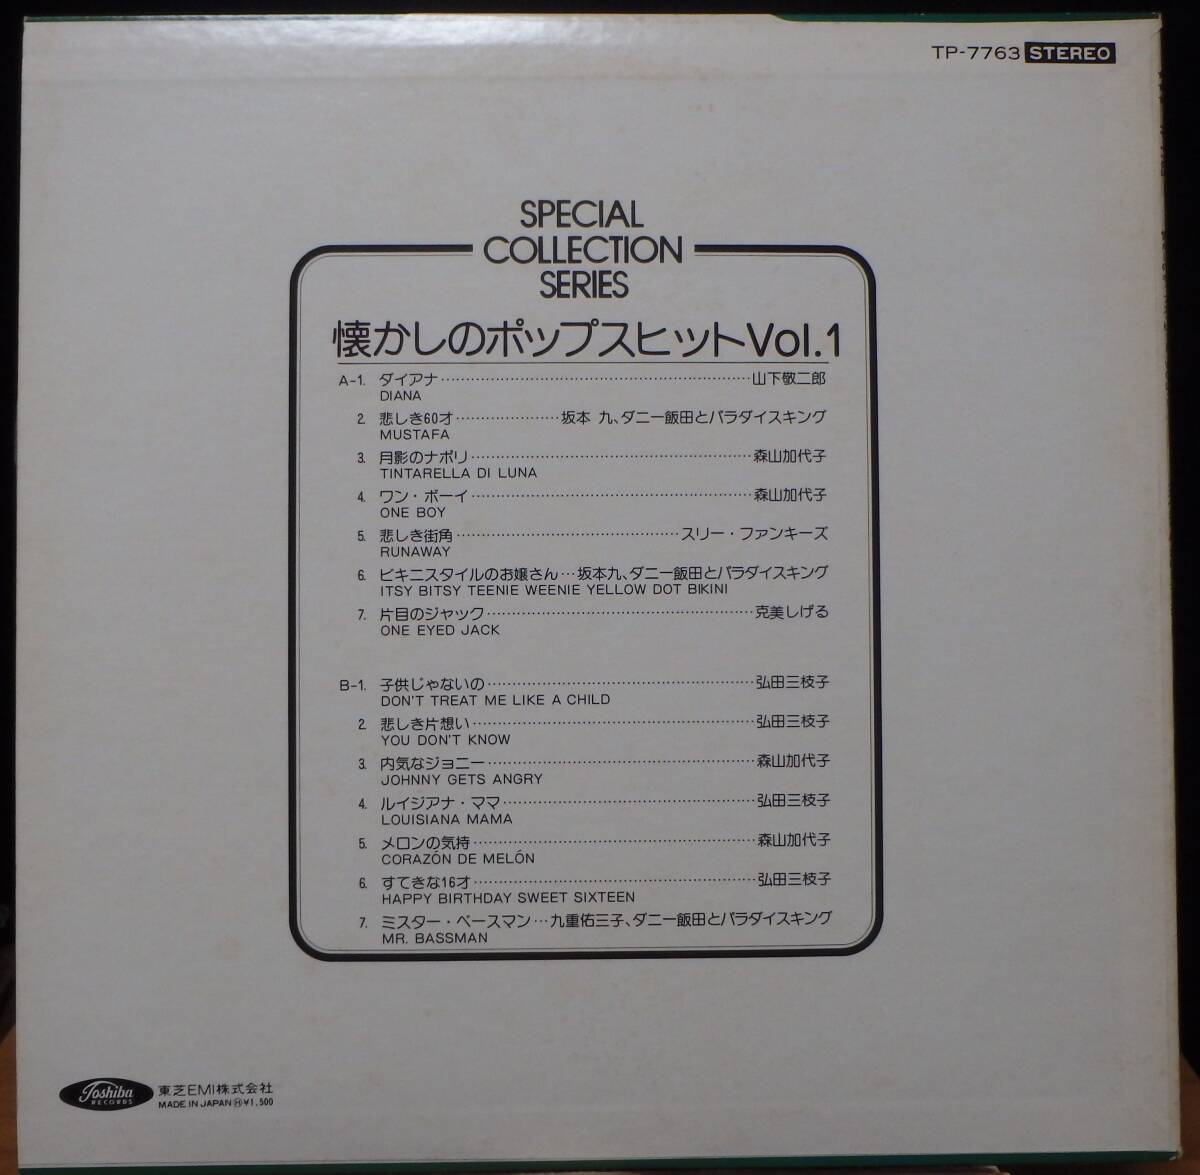 TP-7763 STEREO
SPECIAL
COLLECTION
SERIES
懐かしのポップスヒットVol.1
A-1. ダイアナ……山下敬二郎
DIANA
2. 悲しき60才……坂本 九、ダニー飯田とパラダイスキング
MUSTAFA
3. 月影のナポリ……森山加代子
TINTARELLA DI LUNA
4. ワン・ボーイ……森山加代子
ONE BOY
5. 悲しき街角……スリー・ファンキーズ
RUNAWAY
6. ビキニスタイルのお嬢さん…坂本九、ダニー飯田とパラダイスキング
ITSY BITSY TEENIE WEENIE YELLOW DOT BIKINI
7. 片目のジャック……克美しげる
ONE EYED JACK
B-1. 子供じゃないの……弘田三枝子
DON'T TREAT ME LIKE A CHILD
2. 悲しき片想い……弘田三枝子
YOU DON'T KNOW
3. 内気なジョニー……森山加代子
JOHNNY GETS ANGRY
4. ルイジアナ・ママ……弘田三枝子
LOUISIANA MAMA
5. メロンの気持……森山加代子
CORAZÓN DE MELÓN
6. すてきな16才……弘田三枝子
HAPPY BIRTHDAY SWEET SIXTEEN
7. ミスター・ベースマン…九重佑三子、ダニー飯田とパラダイスキング
MR. BASSMAN
Toshiba
RECORDS
東芝EMI株式会社
MADE IN JAPAN Ⓗ¥1,500